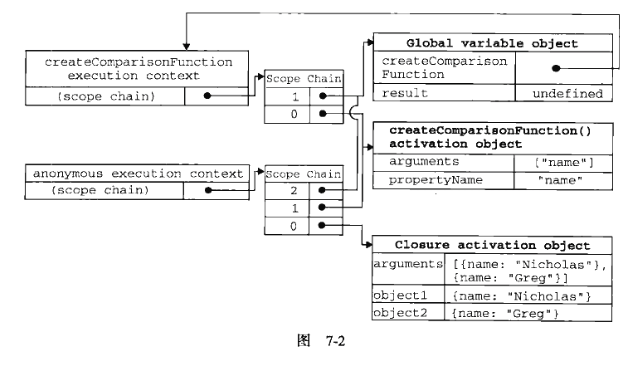 Global variable object
createComparison
Function
result undefined
createComparisonFunction
execution context
(scope chain)
Scope Chain
1
0
createComparisonFunction()
activation object
arguments ["name"]
propertyName "name"
anonymous execution context
(scope chain)
Scope Chain
2
1
0
Closure activation object
arguments [{name: "Nicholas"},
{name: "Greg"}]
object1 {name: "Nicholas"}
object2 {name: "Greg"}
图 7-2